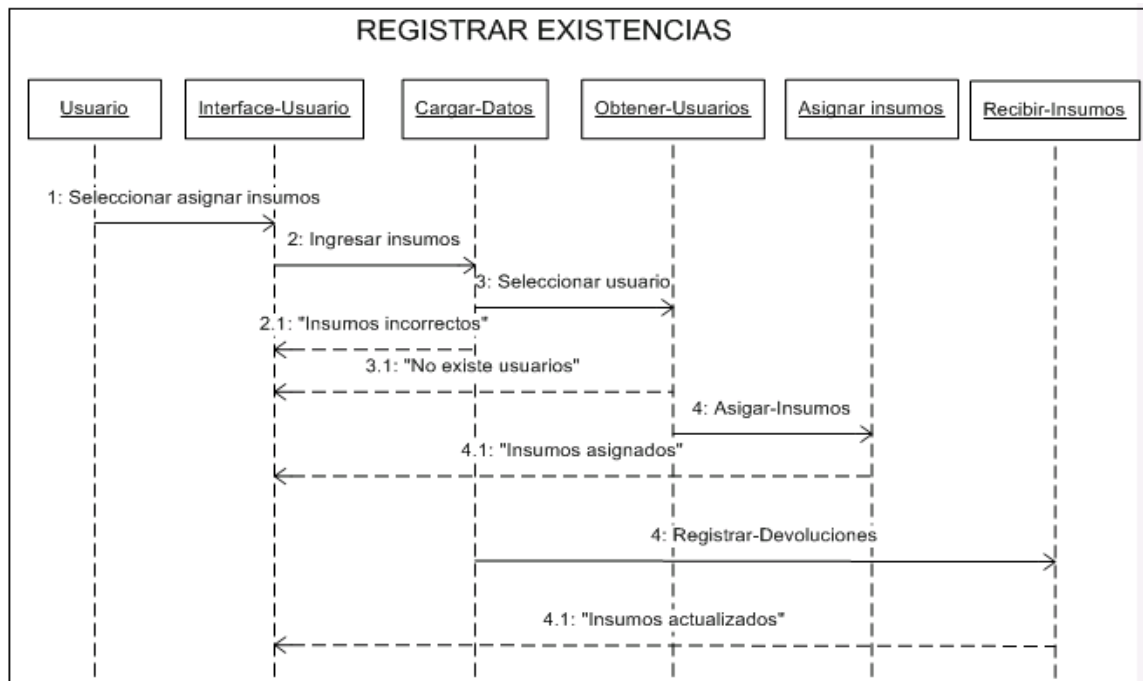 REGISTRAR EXISTENCIAS
Usuario
Interface-Usuario
Cargar-Datos
Obtener-Usuarios
Asignar insumos
Recibir-Insumos
1: Seleccionar asignar insumos
2: Ingresar insumos
3: Seleccionar usuario
2.1: "Insumos incorrectos"
3.1: "No existe usuarios"
4: Asigar-Insumos
4.1: "Insumos asignados"
4: Registrar-Devoluciones
4.1: "Insumos actualizados"